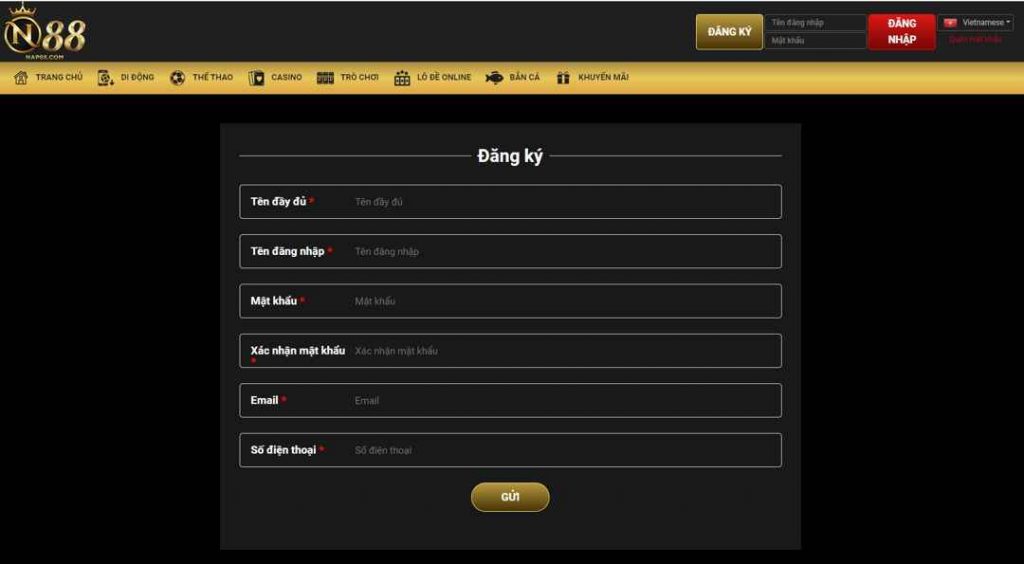 N88
NAP88.COM
ĐĂNG KÝ
Tên đăng nhập
Mật khẩu
ĐĂNG NHẬP
Vietnamese
Quên mật khẩu
TRANG CHỦ DI ĐỘNG THỂ THAO CASINO TRÒ CHƠI LÔ ĐỀ ONLINE BẮN CÁ KHUYẾN MÃI
Đăng ký
Tên đầy đủ * Tên đầy đủ
Tên đăng nhập * Tên đăng nhập
Mật khẩu * Mật khẩu
Xác nhận mật khẩu * Xác nhận mật khẩu
Email * Email
Số điện thoại * Số điện thoại
GỬI